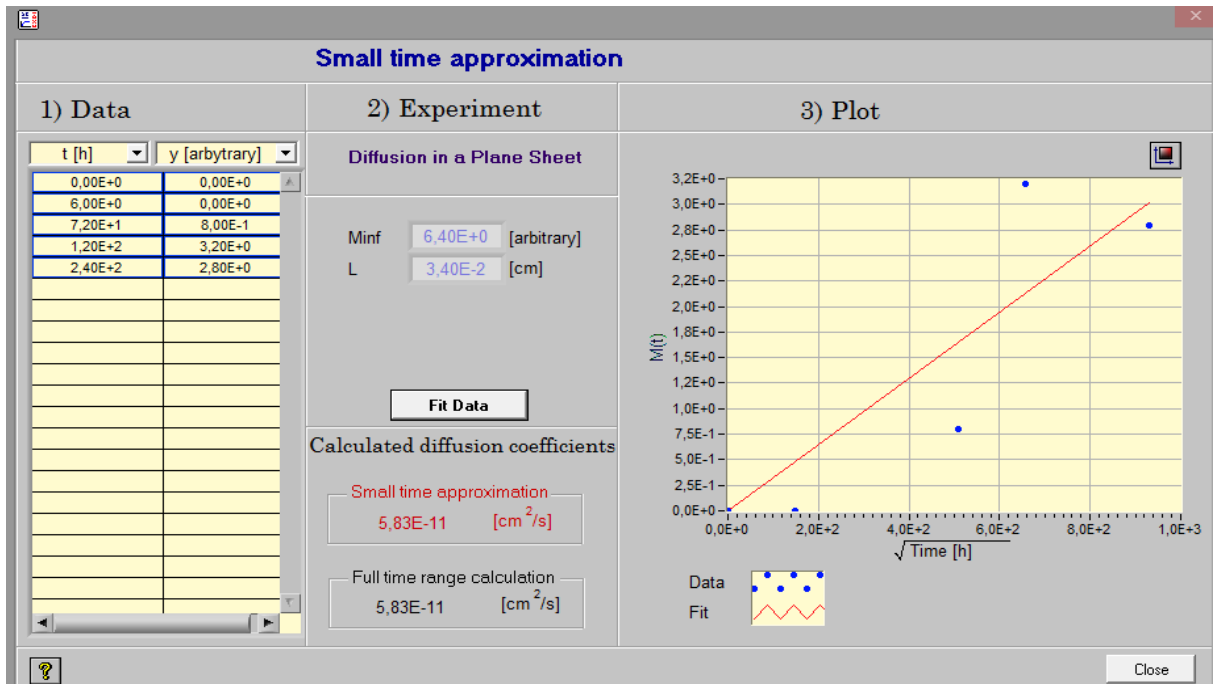 Small time approximation
1) Data
2) Experiment
3) Plot
t [h] y [arbytrary]
0,00E+0 0,00E+0
6,00E+0 0,00E+0
7,20E+1 8,00E-1
1,20E+2 3,20E+0
2,40E+2 2,80E+0
Diffusion in a Plane Sheet
Minf 6,40E+0 [arbitrary]
L 3,40E-2 [cm]
Fit Data
Calculated diffusion coefficients
Small time approximation
5,83E-11 [cm²/s]
Full time range calculation
5,83E-11 [cm²/s]
3,2E+0
3,0E+0
2,8E+0
2,5E+0
2,2E+0
2,0E+0
1,8E+0
1,5E+0
1,2E+0
1,0E+0
7,5E-1
5,0E-1
2,5E-1
0,0E+0
M(t)
0,0E+0 2,0E+2 4,0E+2 6,0E+2 8,0E+2 1,0E+3
√Time [h]
Data
Fit
?
Close